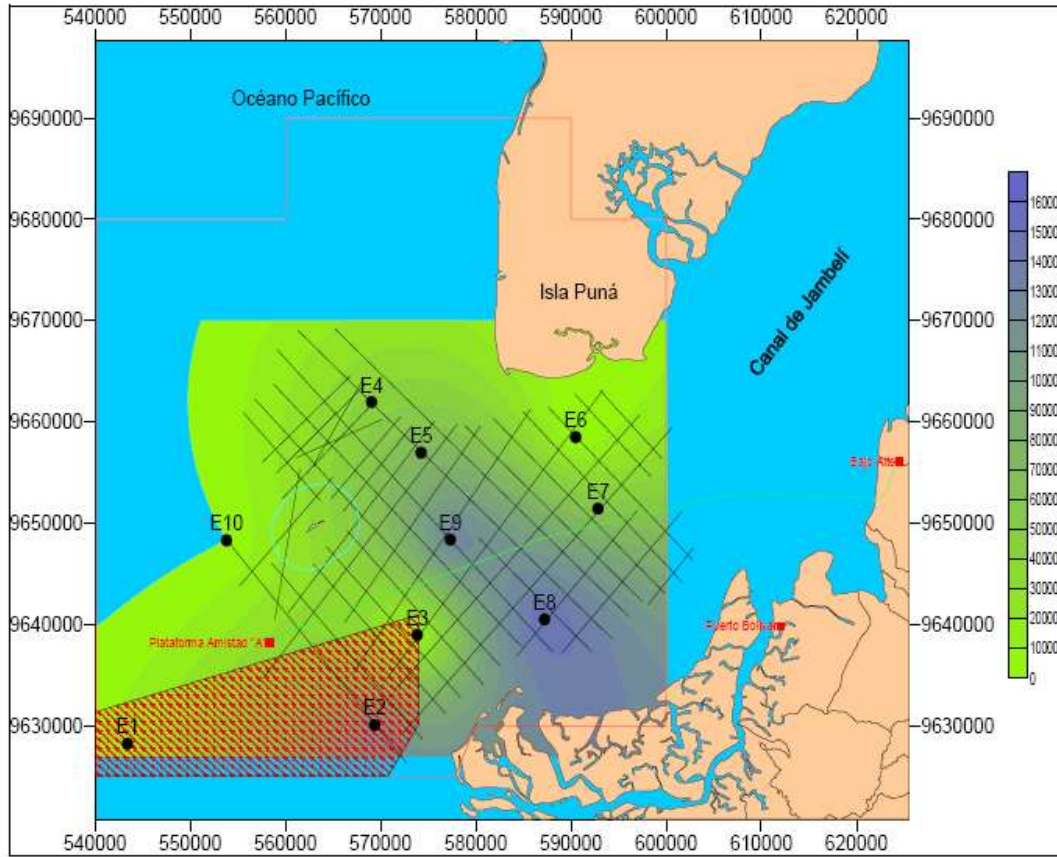 540000 550000 560000 570000 580000 590000 600000 610000 620000
Océano Pacífico
9690000 9690000
9680000 9680000
Isla Puná
Canal de Jambelí
9670000 9670000
E4
9660000 9660000
E6
E5
Bajo
E7
9650000 9650000
E10
E9
E8
E3
9640000 9640000
Plataforma Amistad "A"
Puerto
9630000 9630000
E2
E1
540000 550000 560000 570000 580000 590000 600000 610000 620000
16000
15000
14000
13000
12000
11000
10000
90000
80000
70000
60000
50000
40000
30000
20000
10000
0